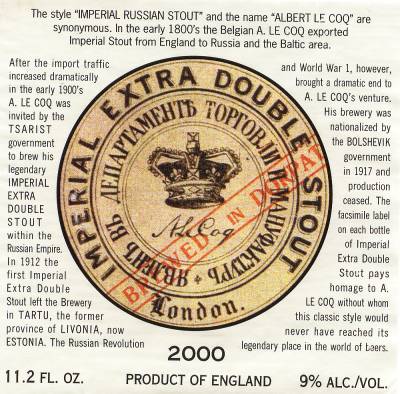 The style “IMPERIAL RUSSIAN STOUT” and the name “ALBERT LE COQ” are
synonymous. In the early 1800's the Belgian A. LE COQ exported
Imperial Stout from England to Russia and the Baltic area.
After the import traffic
increased dramatically
in the early 1900's
A. LE COQ was
invited by the
TSARIST
government
to brew his
legendary
IMPERIAL
EXTRA
DOUBLE
STOUT
within the
Russian Empire.
In 1912 the
first Imperial
Extra Double
Stout left the Brewery
in TARTU, the former
province of LIVONIA, now
ESTONIA. The Russian Revolution
and World War 1, however,
brought a dramatic end to
A. LE COQ's venture.
His brewery was
nationalized by
the BOLSHEVIK
government
in 1917 and
production
ceased. The
facsimile label
on each bottle
of Imperial
Extra Double
Stout pays
homage to A.
LE COQ without whom
this classic style would
never have reached its
legendary place in the world of beers.
IMPERIAL EXTRA DOUBLE STOUT
ЯВЛЕНЪ ВЪ ДЕПАРТАМЕНТѢ ТОРГОВЛИ И МАНУФАКТУРЪ
A. Le Coq
BREWED IN DORPAT
London.
2000
11.2 FL. OZ.
PRODUCT OF ENGLAND
9% ALC./VOL.